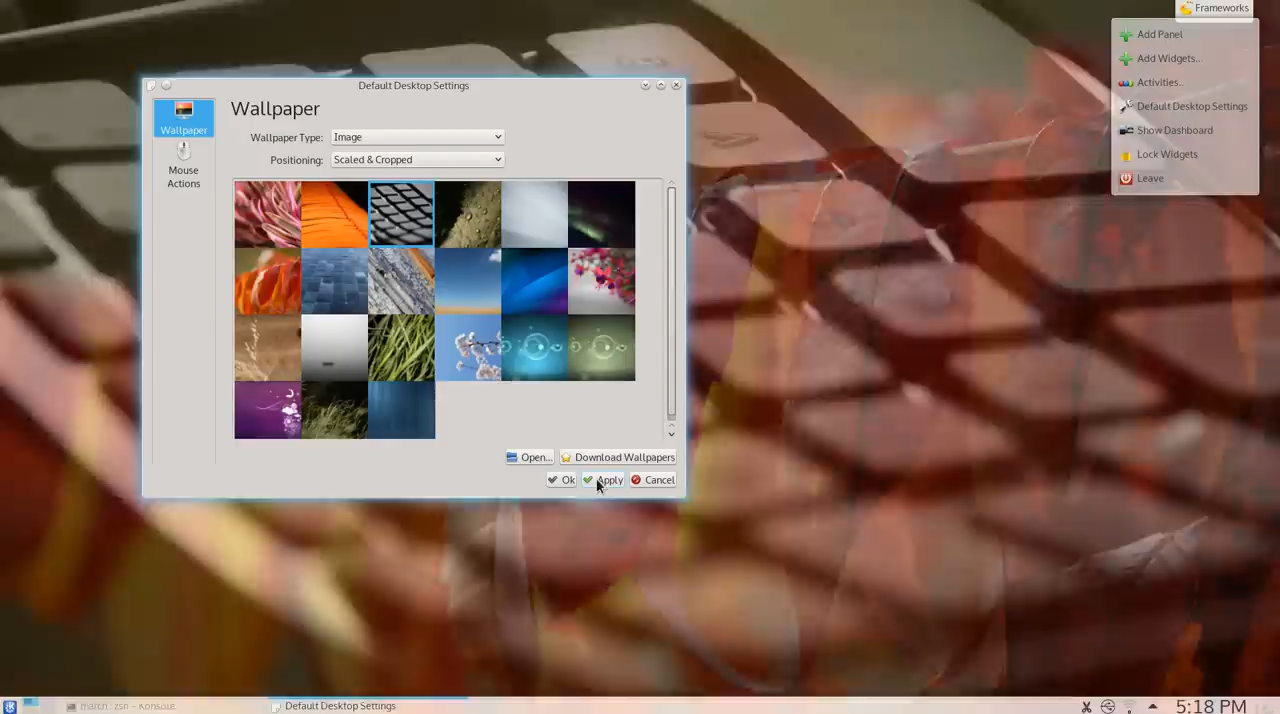 Frameworks
Add Panel
Add Widgets...
Activities..
Default Desktop Settings
Show Dashboard
Lock Widgets
Leave
Default Desktop Settings
Wallpaper
Mouse
Actions
Wallpaper
Wallpaper Type: Image
Positioning: Scaled & Cropped
Open...
Download Wallpapers
Ok
Apply
Cancel
march : zsh – Konsole
Default Desktop Settings
5:18 PM